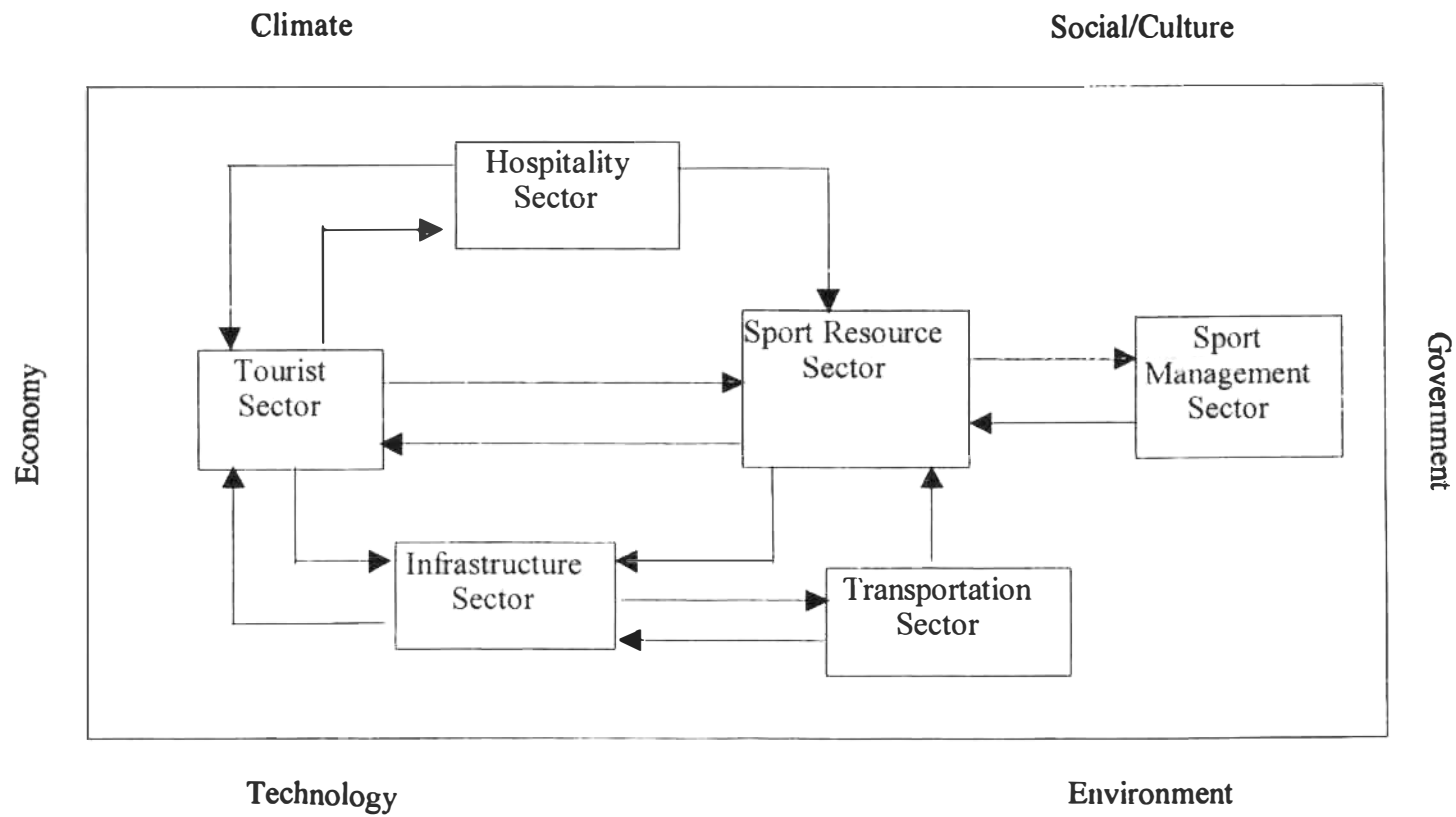 Climate
Social/Culture
Hospitality
Sector
Sport Resource
Sector
Sport
Management
Sector
Tourist
Sector
Economy
Government
Infrastructure
Sector
Transportation
Sector
Technology
Environment